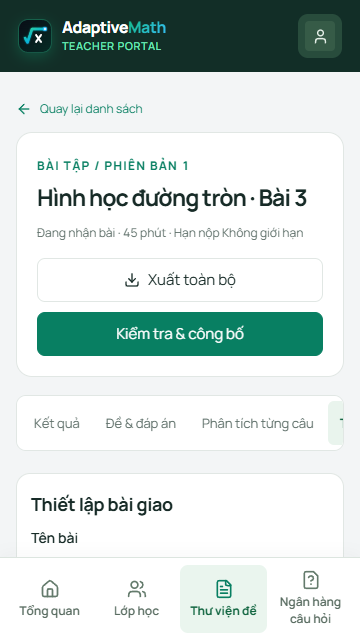 AdaptiveMath
TEACHER PORTAL
Quay lại danh sách
BÀI TẬP / PHIÊN BẢN 1
Hình học đường tròn · Bài 3
Đang nhận bài · 45 phút · Hạn nộp Không giới hạn
Xuất toàn bộ
Kiểm tra & công bố
Kết quả Đề & đáp án Phân tích từng câu
Thiết lập bài giao
Tên bài
Tổng quan Lớp học Thư viện đề Ngân hàng câu hỏi